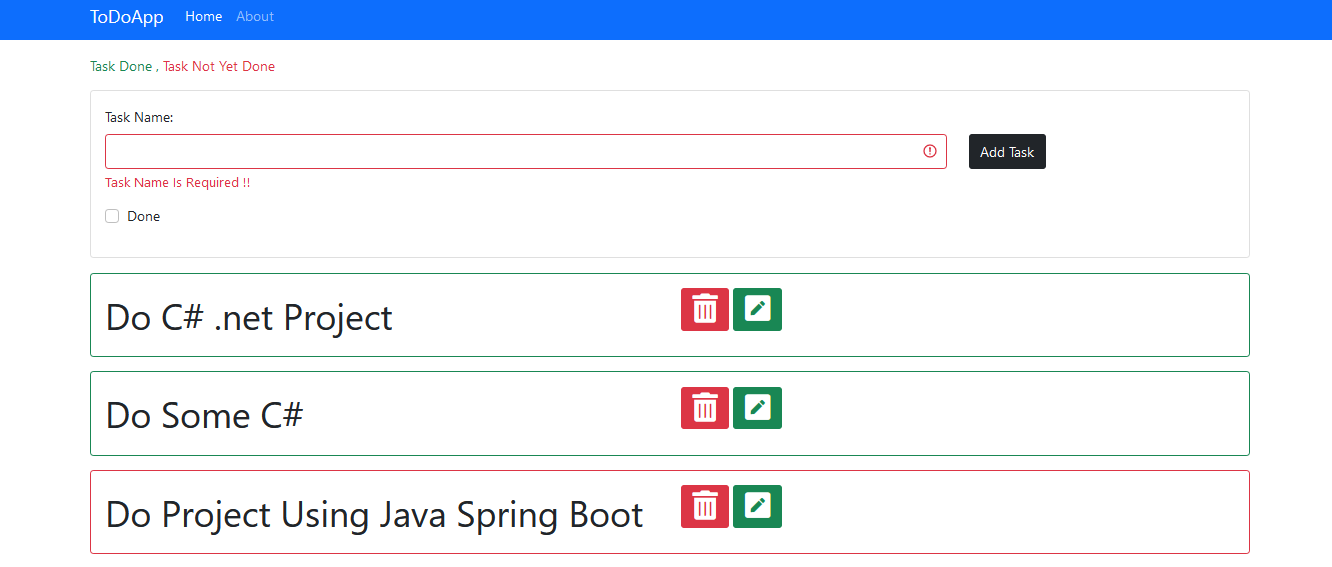 ToDoApp Home About
Task Done , Task Not Yet Done
Task Name:
Add Task
Task Name Is Required !!
Done
Do C# .net Project
Do Some C#
Do Project Using Java Spring Boot